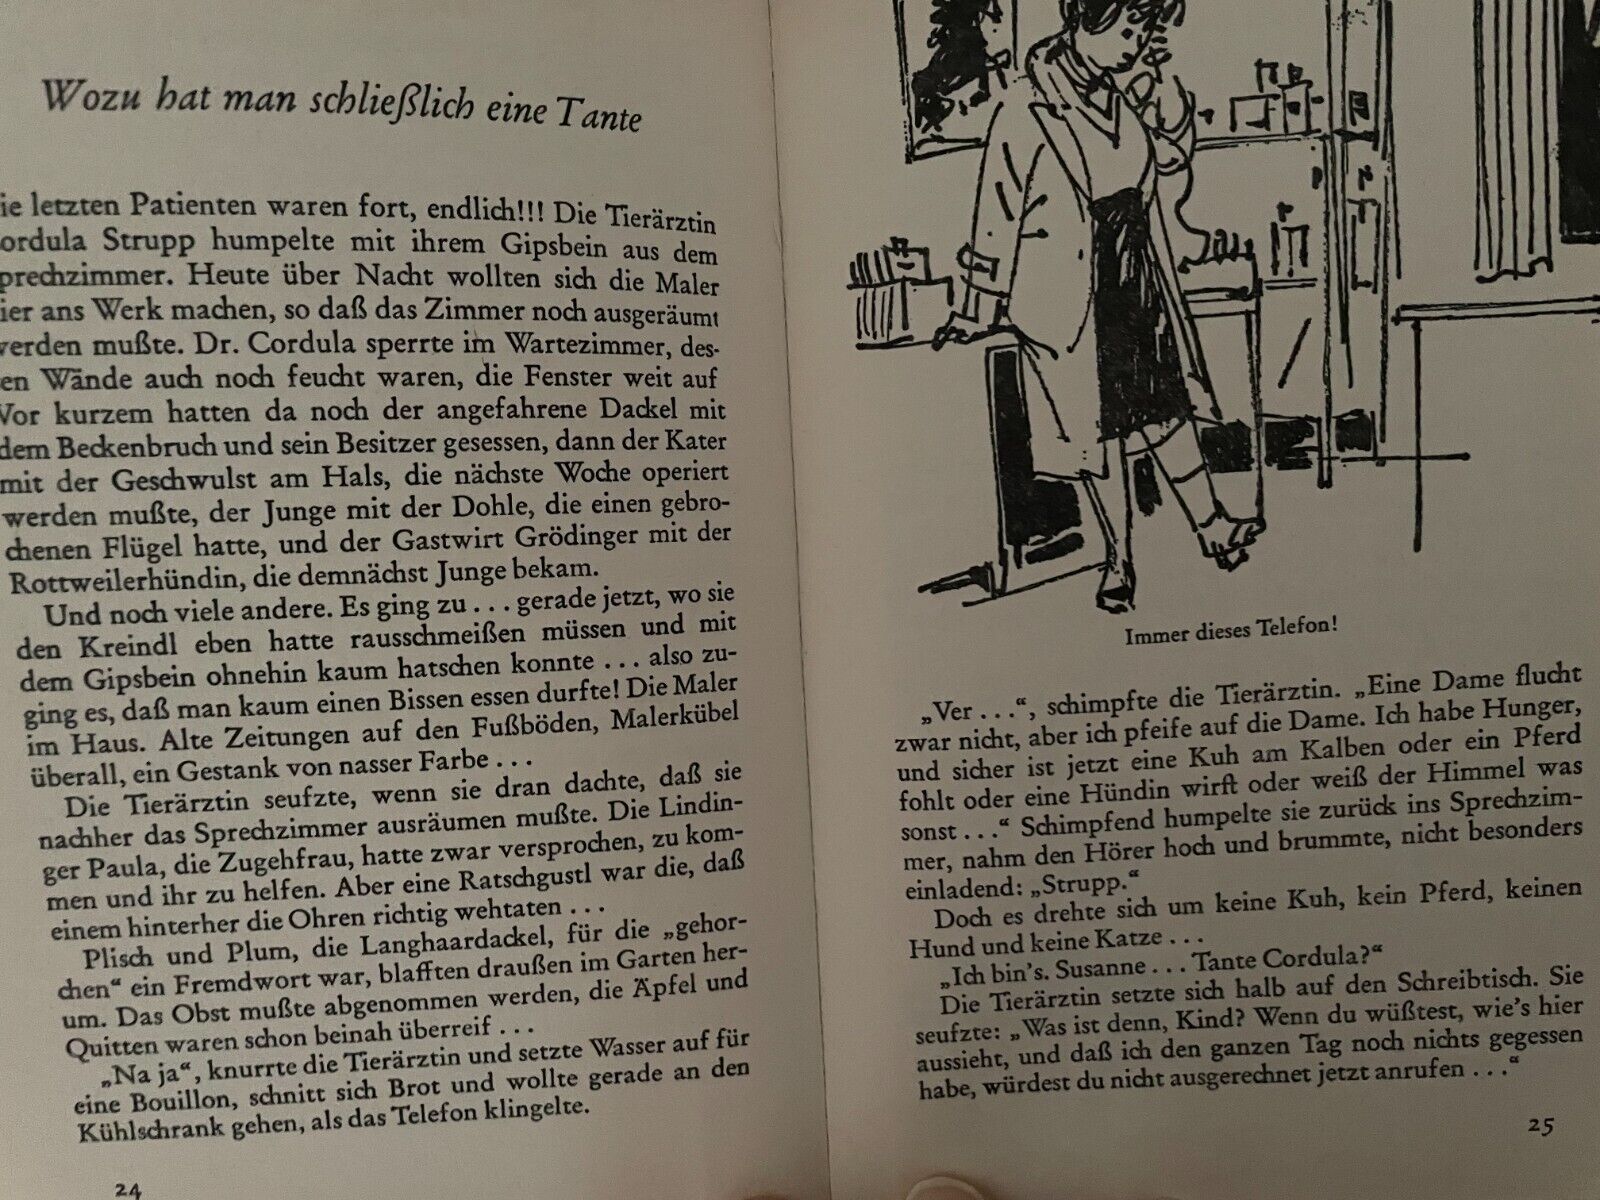 Wozu hat man schließlich eine Tante
ie letzten Patienten waren fort, endlich!!! Die Tierärztin
ordula Strupp humpelte mit ihrem Gipsbein aus dem
prechzimmer. Heute über Nacht wollten sich die Maler
ier ans Werk machen, so daß das Zimmer noch ausgeräumt
werden mußte. Dr. Cordula sperrte im Wartezimmer, des-
en Wände auch noch feucht waren, die Fenster weit auf
Vor kurzem hatten da noch der angefahrene Dackel mit
dem Beckenbruch und sein Besitzer gesessen, dann der Kater
mit der Geschwulst am Hals, die nächste Woche operiert
werden mußte, der Junge mit der Dohle, die einen gebro-
chenen Flügel hatte, und der Gastwirt Grödinger mit der
Rottweilerhündin, die demnächst Junge bekam.
Und noch viele andere. Es ging zu . . . gerade jetzt, wo sie
den Kreindl eben hatte rausschmeißen müssen und mit
dem Gipsbein ohnehin kaum hatschen konnte . . . also zu-
ging es, daß man kaum einen Bissen essen durfte! Die Maler
im Haus. Alte Zeitungen auf den Fußböden, Malerkübel
überall, ein Gestank von nasser Farbe . . .
Die Tierärztin seufzte, wenn sie dran dachte, daß sie
nachher das Sprechzimmer ausräumen mußte. Die Lindin-
ger Paula, die Zugehfrau, hatte zwar versprochen, zu kom-
men und ihr zu helfen. Aber eine Ratschgustl war die, daß
einem hinterher die Ohren richtig wehtaten . . .
Plisch und Plum, die Langhaardackel, für die „gehor-
chen“ ein Fremdwort war, blafften draußen im Garten her-
um. Das Obst mußte abgenommen werden, die Äpfel und
Quitten waren schon beinah überreif . . .
„Na ja“, knurrte die Tierärztin und setzte Wasser auf für
eine Bouillon, schnitt sich Brot und wollte gerade an den
Kühlschrank gehen, als das Telefon klingelte.
24
Immer dieses Telefon!
„Ver . . .“, schimpfte die Tierärztin. „Eine Dame flucht
zwar nicht, aber ich pfeife auf die Dame. Ich habe Hunger,
und sicher ist jetzt eine Kuh am Kalben oder ein Pferd
fohlt oder eine Hündin wirft oder weiß der Himmel was
sonst . . .“ Schimpfend humpelte sie zurück ins Sprechzim-
mer, nahm den Hörer hoch und brummte, nicht besonders
einladend: „Strupp.“
Doch es drehte sich um keine Kuh, kein Pferd, keinen
Hund und keine Katze . . .
„Ich bin's. Susanne . . . Tante Cordula?“
Die Tierärztin setzte sich halb auf den Schreibtisch. Sie
seufzte: „Was ist denn, Kind? Wenn du wüßtest, wie's hier
aussieht, und daß ich den ganzen Tag noch nichts gegessen
habe, würdest du nicht ausgerechnet jetzt anrufen . . .“
25